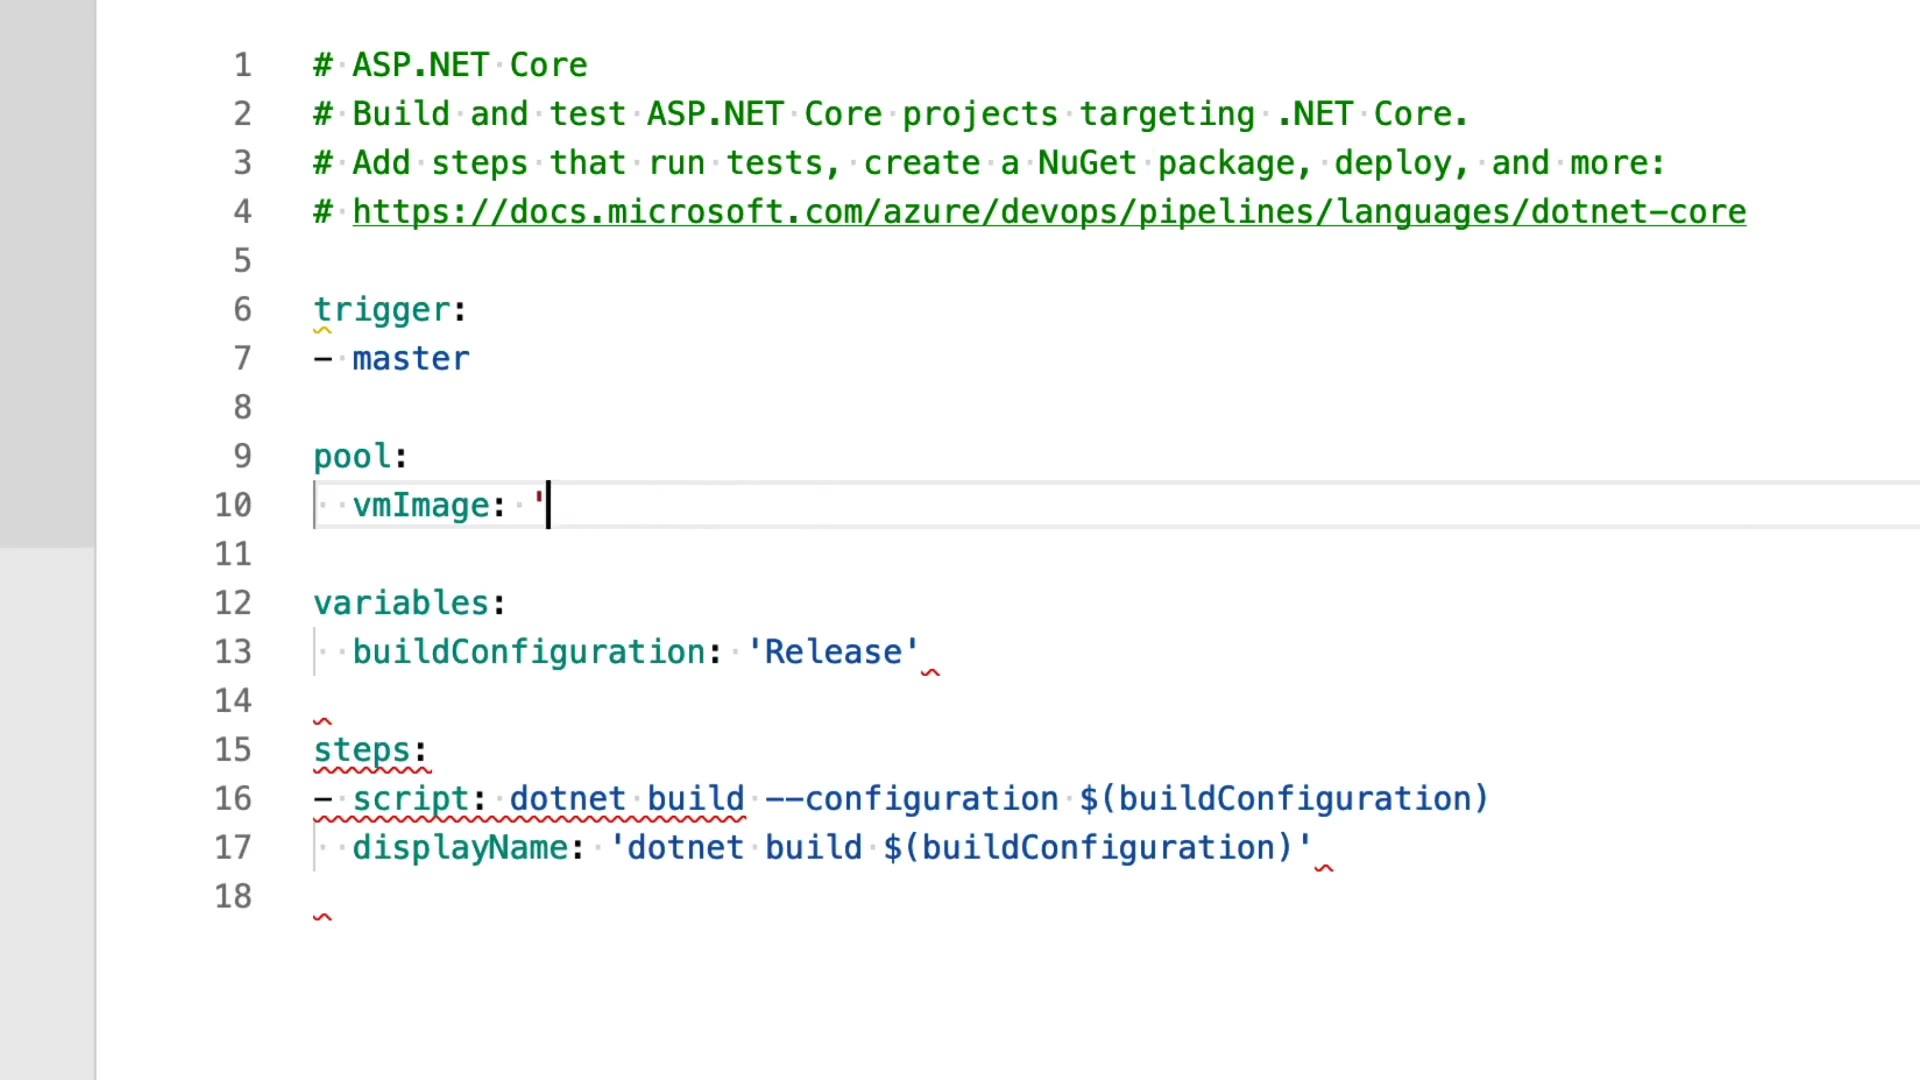 1 # ASP.NET Core
2 # Build and test ASP.NET Core projects targeting .NET Core.
3 # Add steps that run tests, create a NuGet package, deploy, and more:
4 # https://docs.microsoft.com/azure/devops/pipelines/languages/dotnet-core
5
6 trigger:
7 - master
8
9 pool:
10   vmImage: '
11
12 variables:
13   buildConfiguration: 'Release'
14
15 steps:
16 - script: dotnet build --configuration $(buildConfiguration)
17   displayName: 'dotnet build $(buildConfiguration)'
18